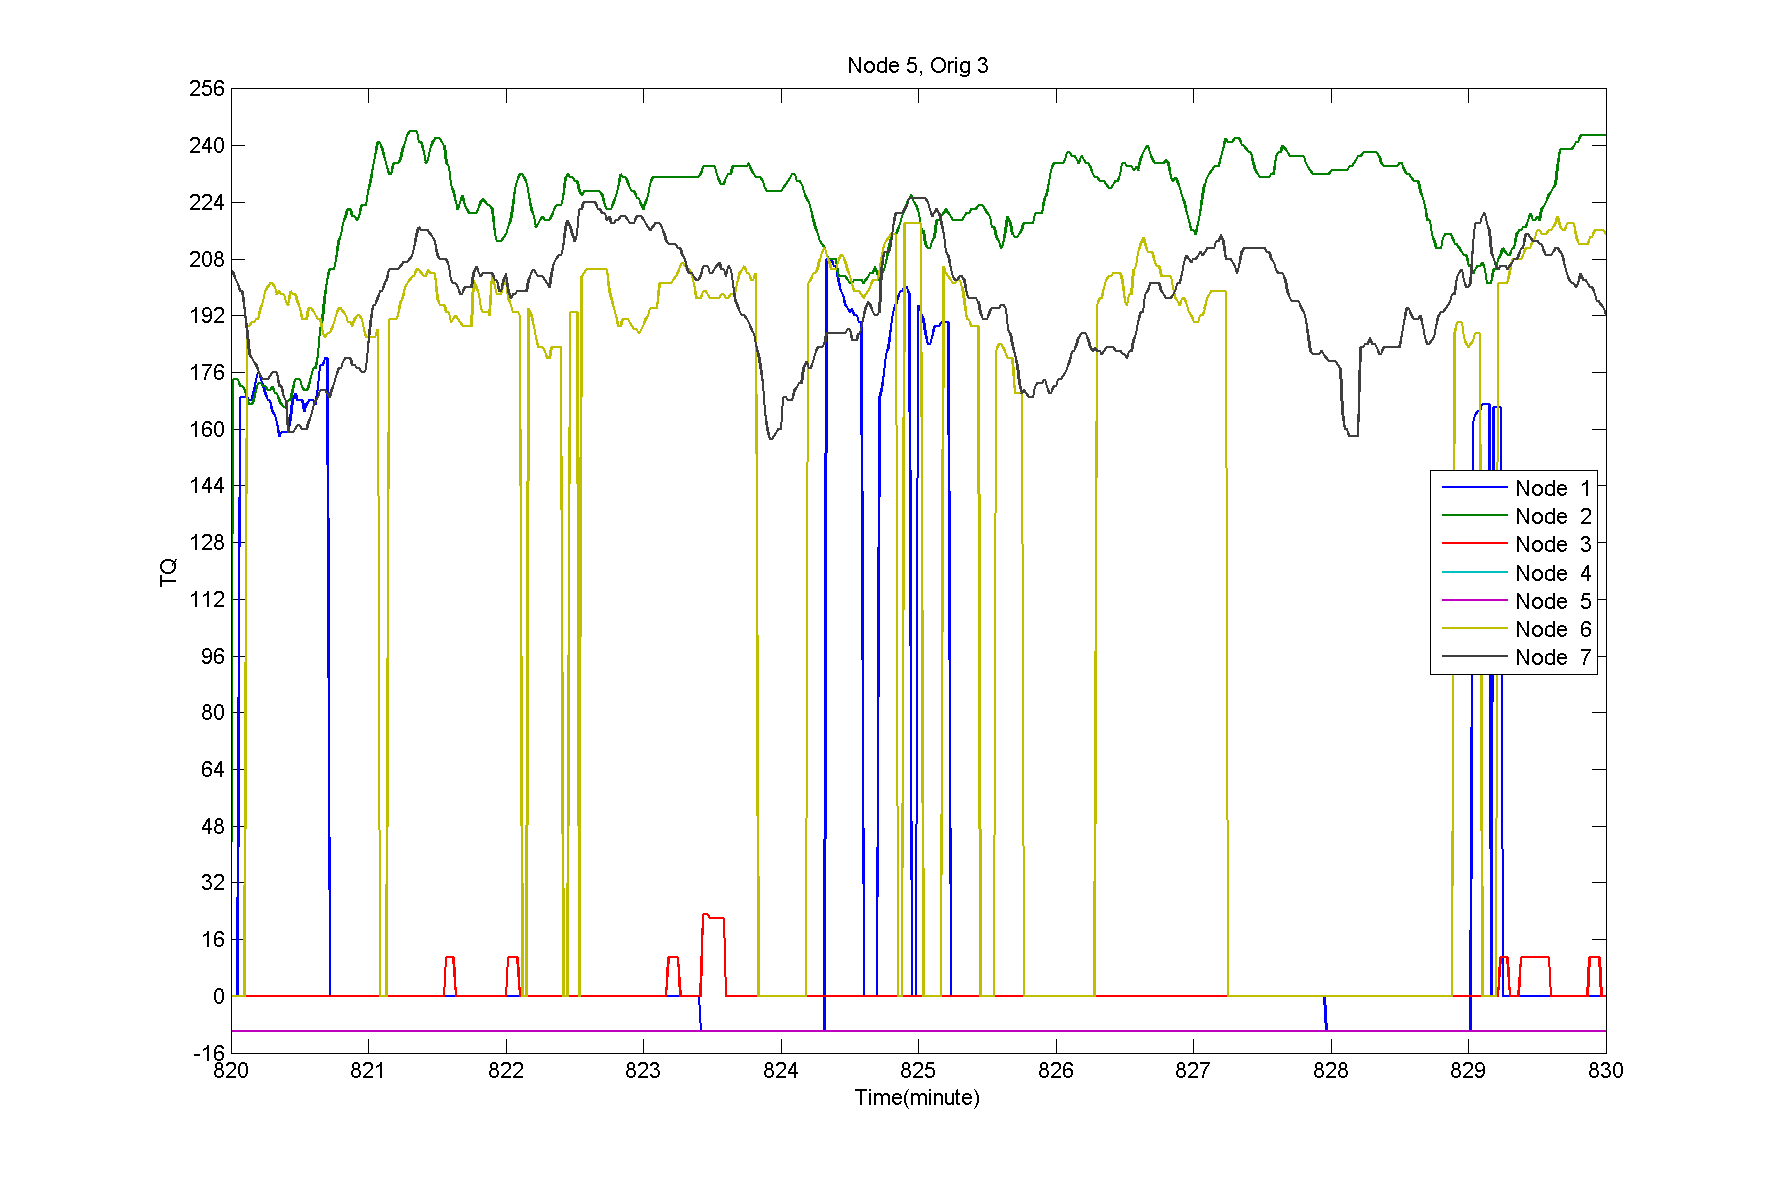 Node 5, Orig 3
256
240
224
208
192
176
160
144
128
112
96
80
64
48
32
16
0
-16
TQ
Node 1
Node 2
Node 3
Node 4
Node 5
Node 6
Node 7
820 821 822 823 824 825 826 827 828 829 830
Time(minute)